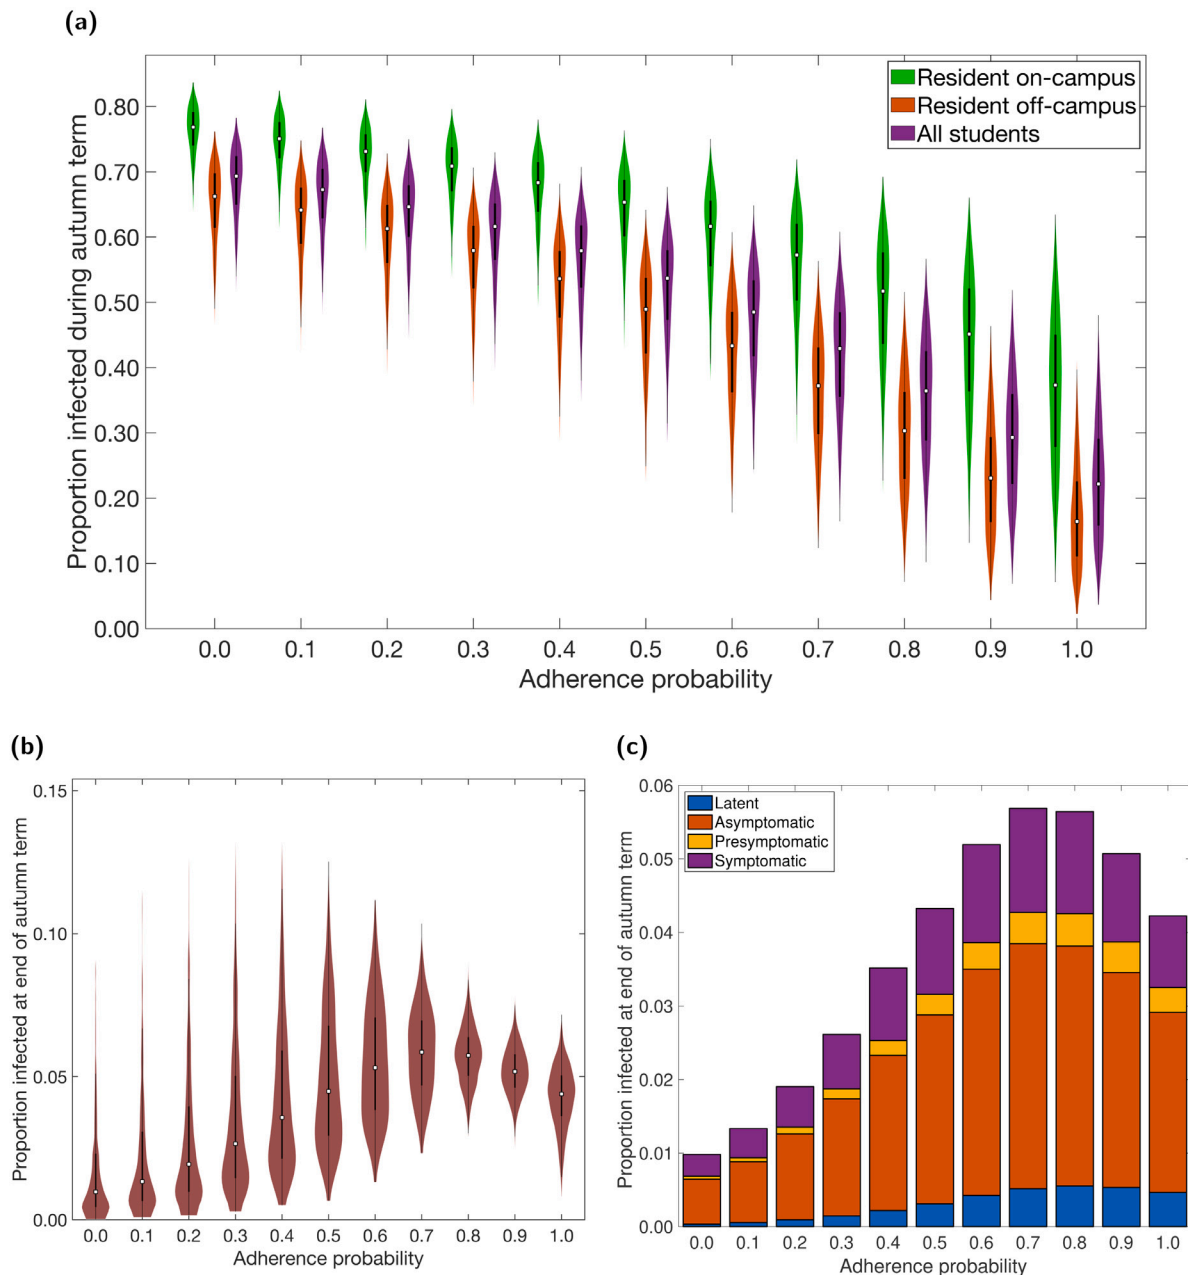 (a)
Proportion infected during autumn term
0.80
0.70
0.60
0.50
0.40
0.30
0.20
0.10
0.00
Resident on-campus
Resident off-campus
All students
0.0 0.1 0.2 0.3 0.4 0.5 0.6 0.7 0.8 0.9 1.0
Adherence probability
(b)
Proportion infected at end of autumn term
0.15
0.10
0.05
0.00
0.0 0.1 0.2 0.3 0.4 0.5 0.6 0.7 0.8 0.9 1.0
Adherence probability
(c)
Proportion infected at end of autumn term
0.06
0.05
0.04
0.03
0.02
0.01
0.00
Latent
Asymptomatic
Presymptomatic
Symptomatic
0.0 0.1 0.2 0.3 0.4 0.5 0.6 0.7 0.8 0.9 1.0
Adherence probability